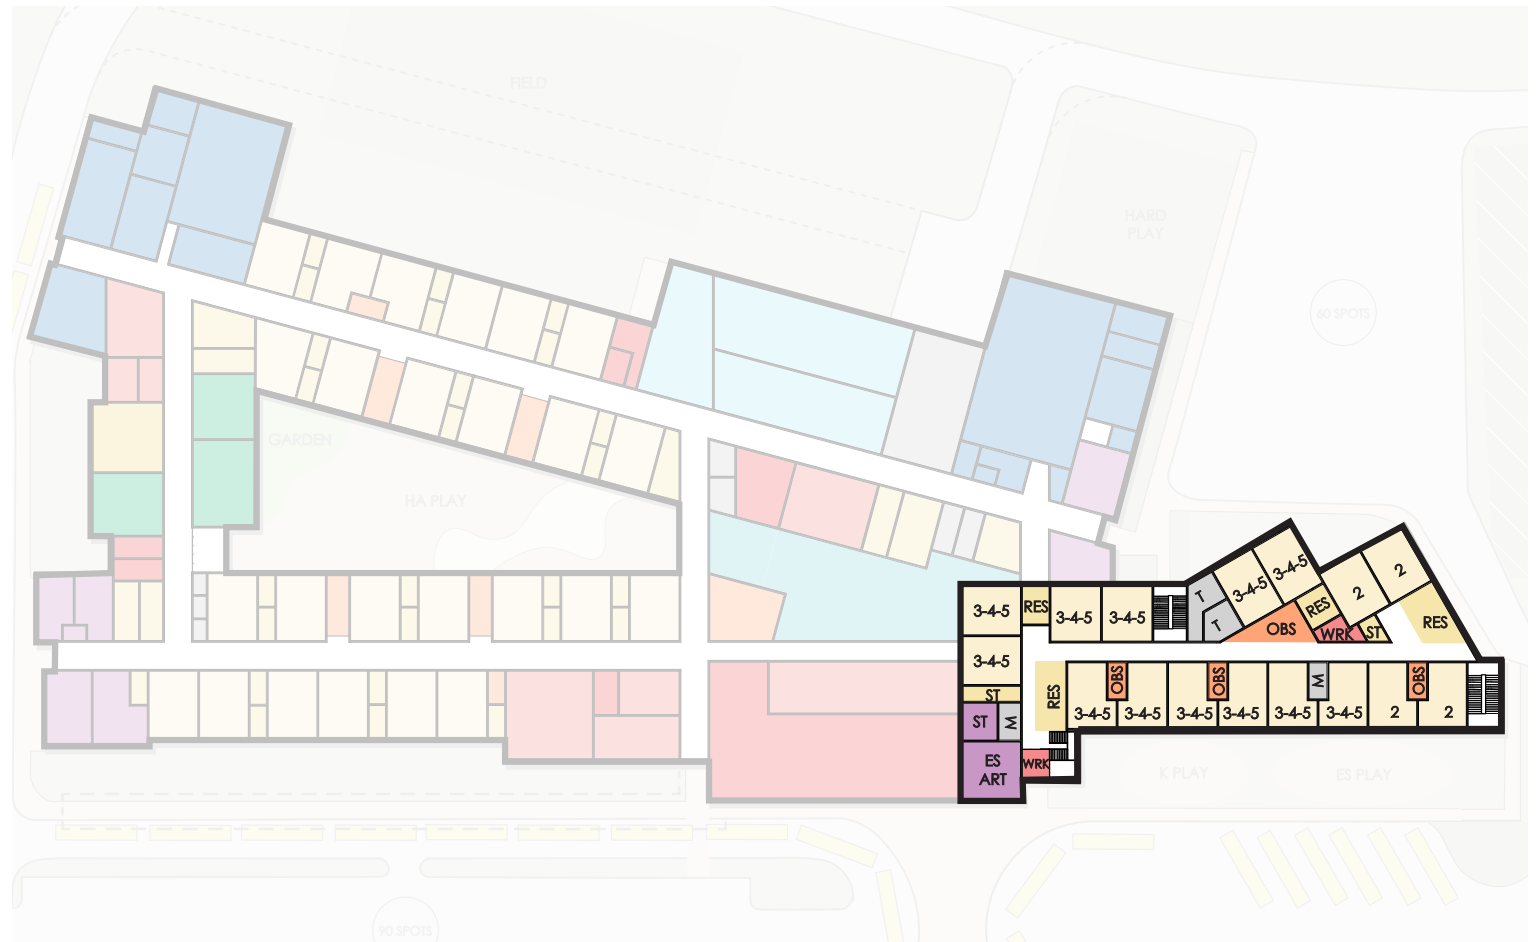 FIELD
HARD
PLAY
60 SPOTS
GARDEN
HA PLAY
3-4-5
RES
3-4-5
3-4-5
T
T
3-4-5
3-4-5
2
2
RES
OBS
WRK
ST
RES
3-4-5
ST
RES
OBS
OBS
M
OBS
3-4-5
3-4-5
3-4-5
3-4-5
3-4-5
3-4-5
2
2
ST
M
ES
ART
WRK
K PLAY
ES PLAY
90 SPOTS